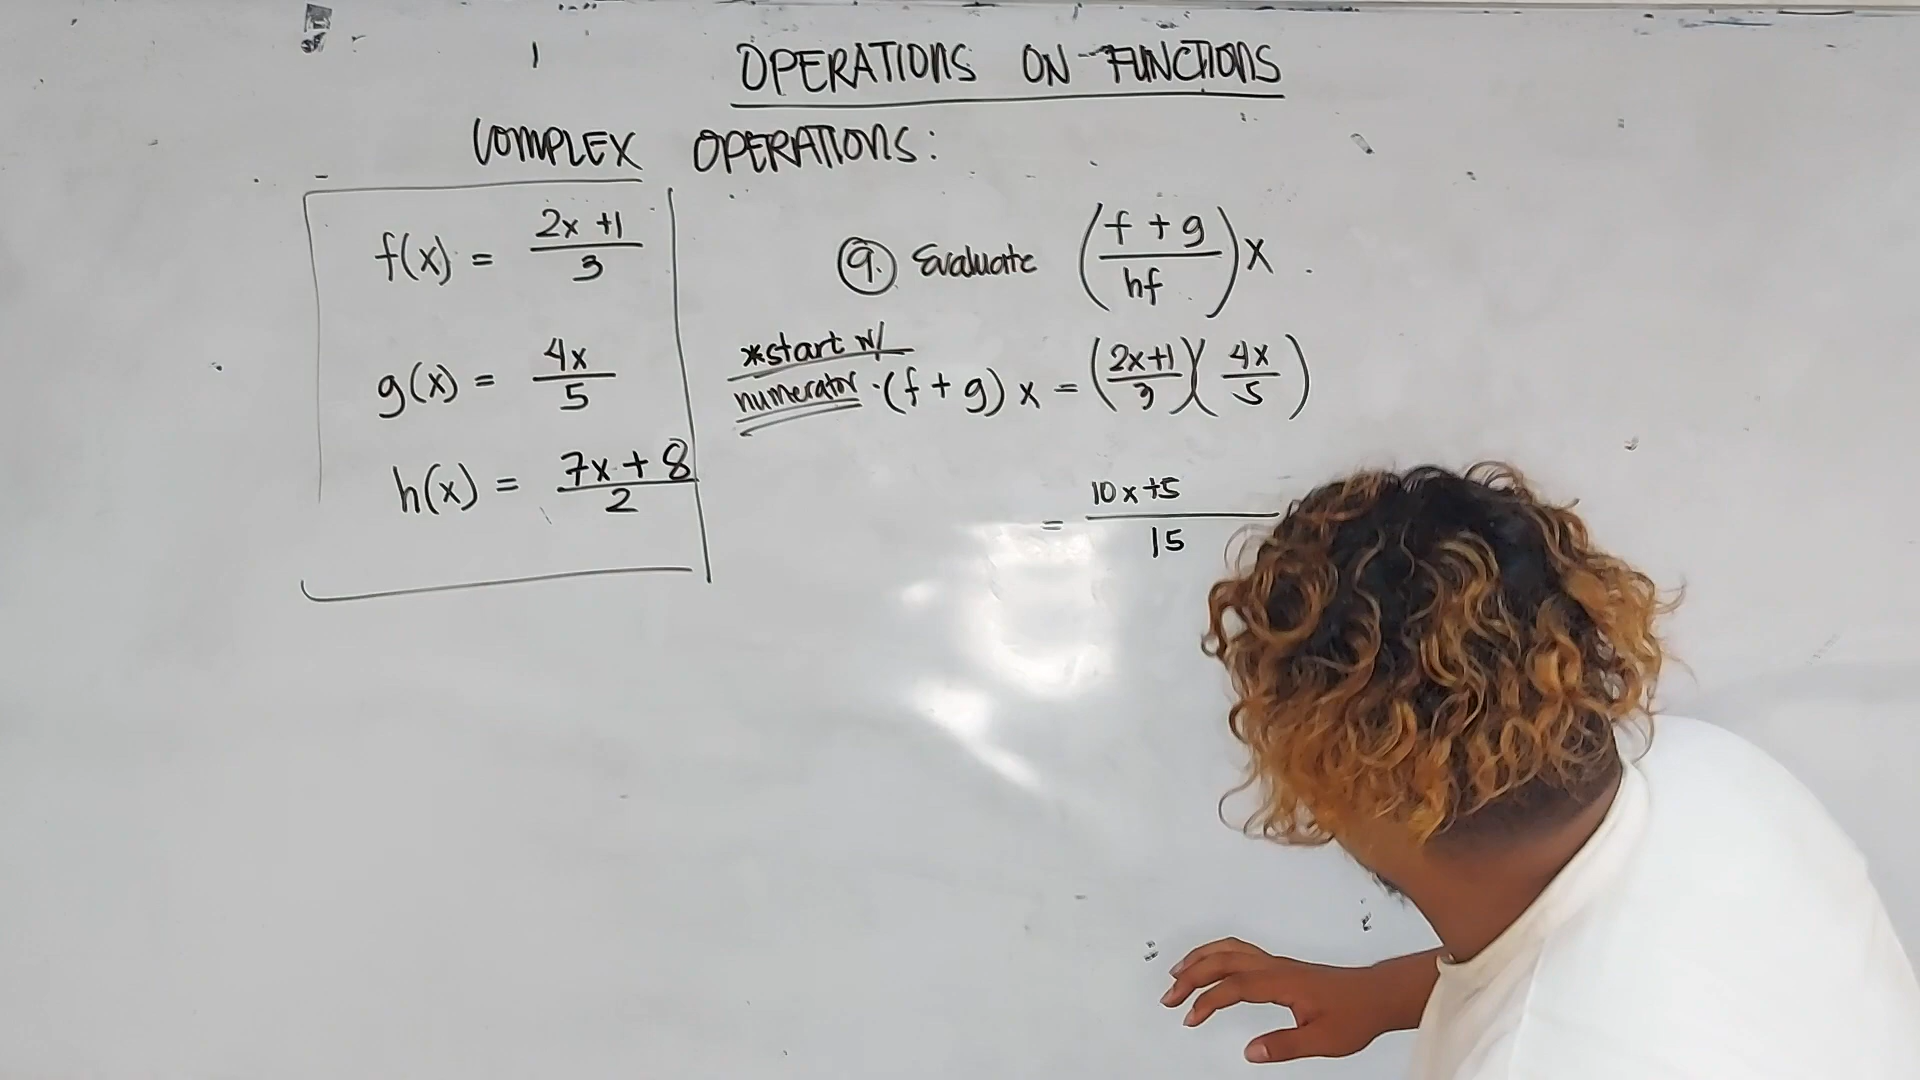 OPERATIONS ON FUNCTIONS
COMPLEX OPERATIONS:
f(x) = 2x +1
3
g(x) = 4x
5
h(x) = 7x + 8
2
9. Evaluate (f + g
hf) x .
*start w/
numerator · (f + g) x = (2x+1
3)(4x
5)
= 10x +5
15